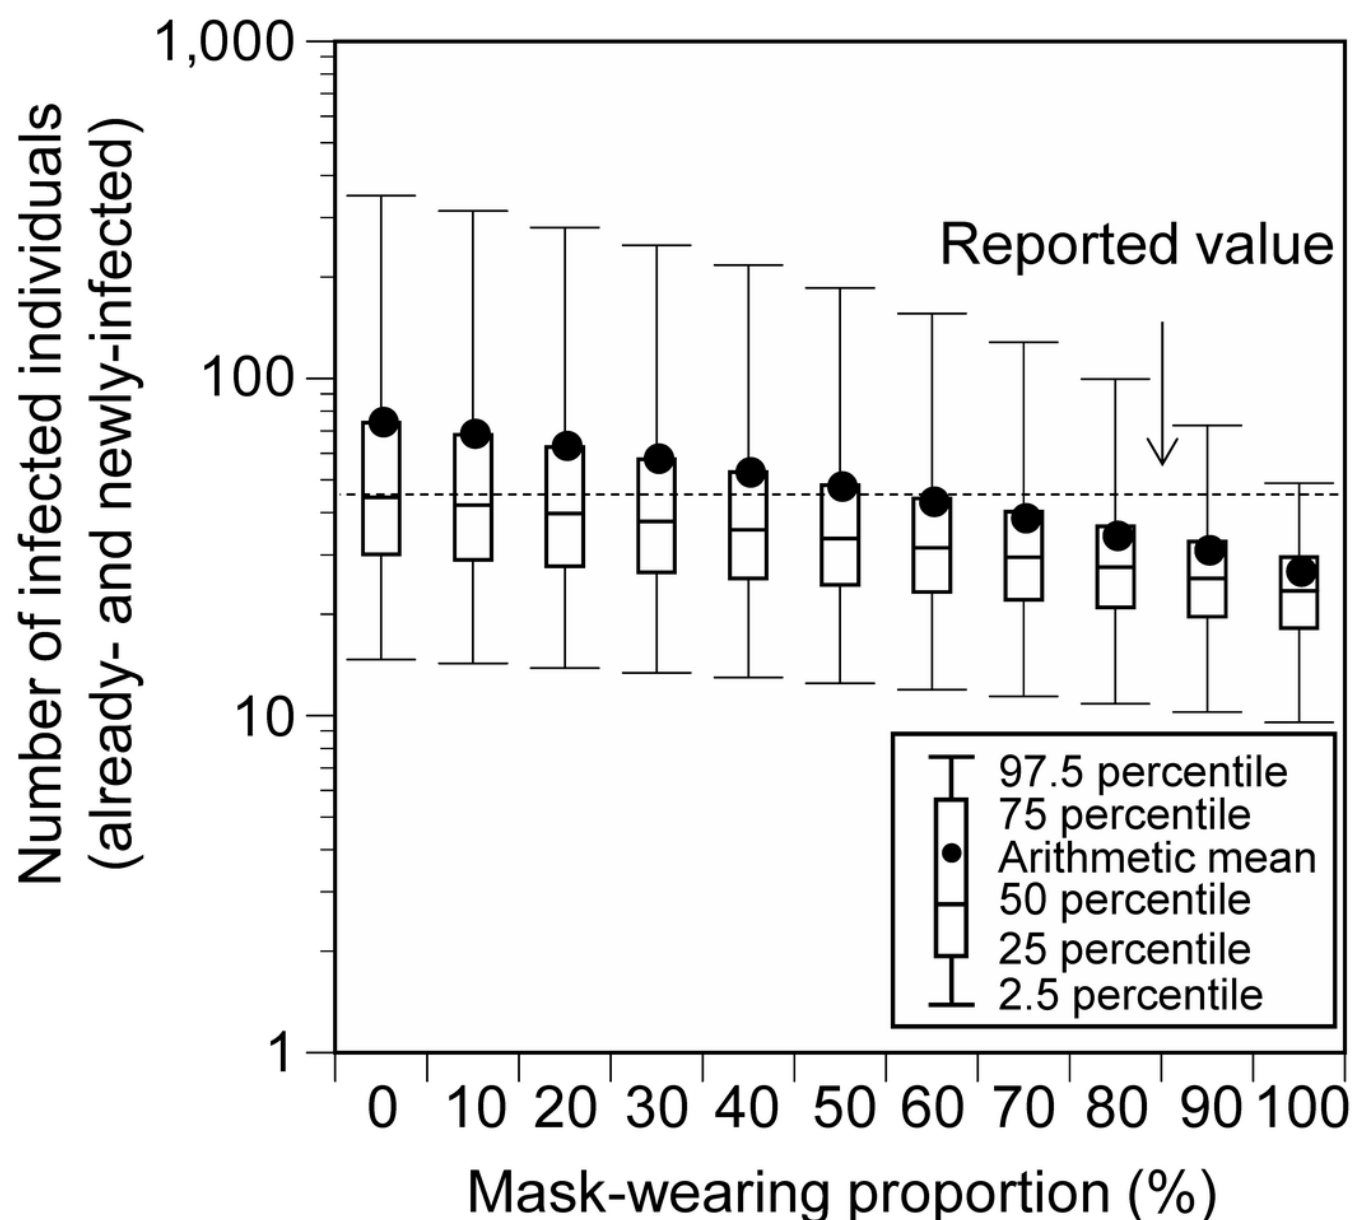 Number of infected individuals
(already- and newly-infected)
1,000
100
10
1
Reported value
97.5 percentile
75 percentile
Arithmetic mean
50 percentile
25 percentile
2.5 percentile
0 10 20 30 40 50 60 70 80 90 100
Mask-wearing proportion (%)